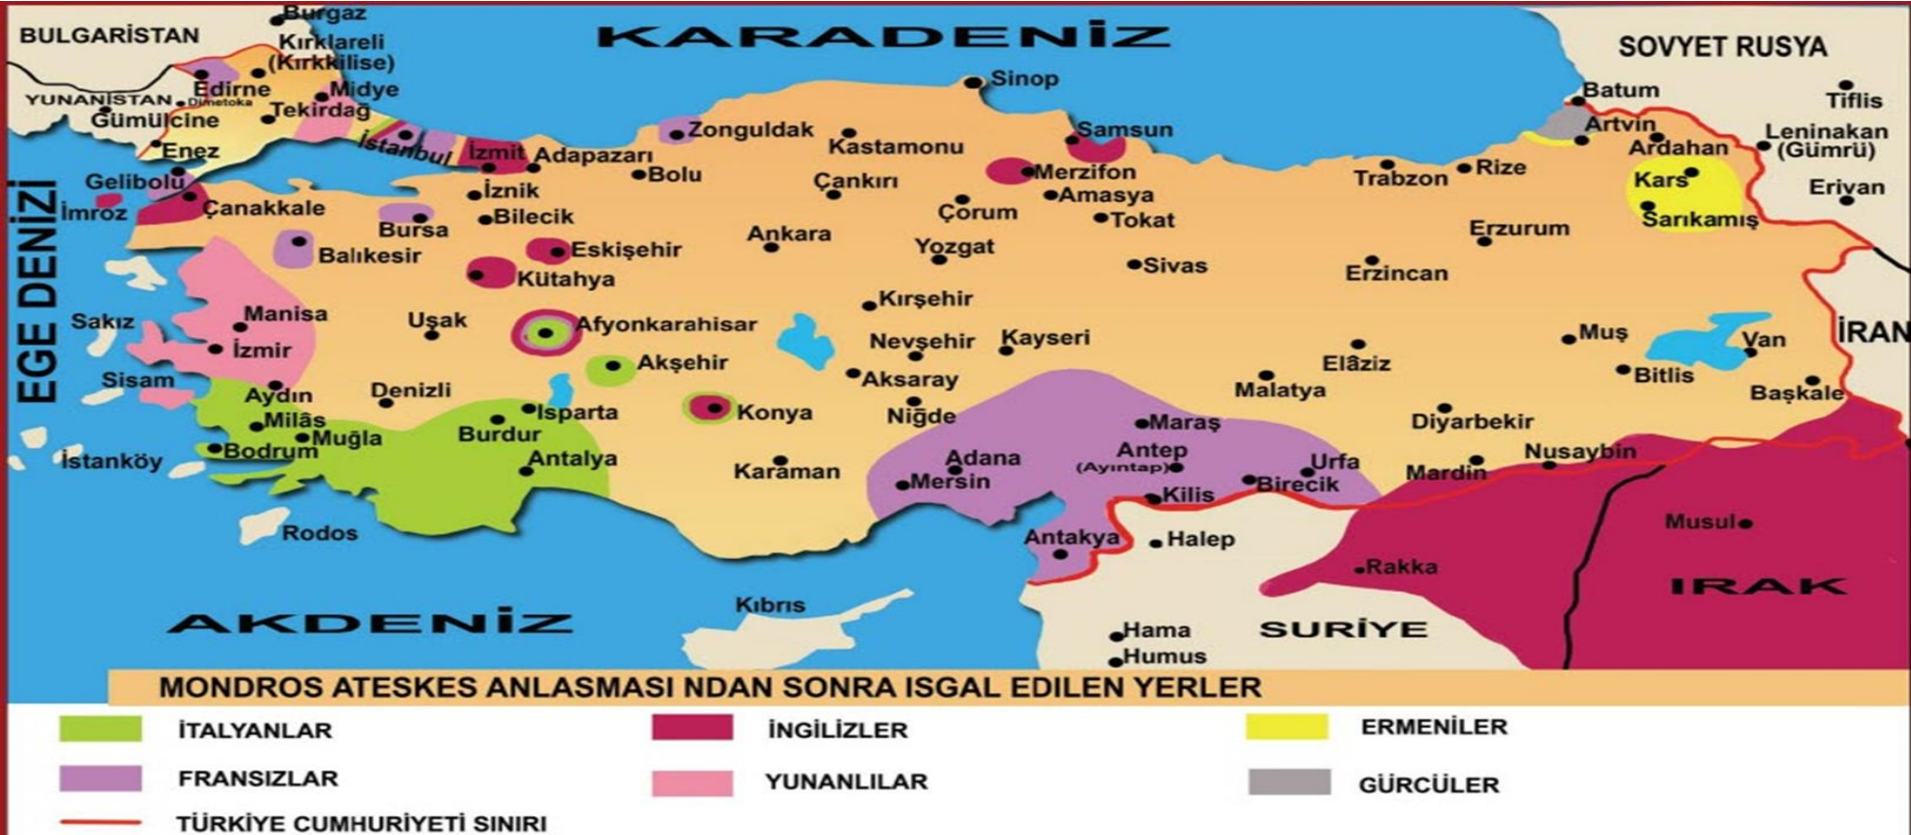 Burgaz
BULGARİSTAN
KARADENİZ
SOVYET RUSYA
Kırklareli
(Kırkkilise)
Edirne
Midye
YUNANİSTAN
Dimetoka
Gümülcine
Tekirdağ
Enez
İstanbul
İzmit
Adapazarı
Zonguldak
Bolu
Kastamonu
Sinop
Samsun
Merzifon
Batum
Tiflis
Artvin
Ardahan
Leninakan
(Gümrü)
Erivan
Trabzon
Rize
Kars
Sarıkamış
Gelibolu
İmroz
Çanakkale
İznik
Bilecik
Bursa
Çankırı
Çorum
Amasya
Tokat
Erzurum
EGE DENİZİ
Balıkesir
Eskişehir
Kütahya
Ankara
Yozgat
Sivas
Erzincan
Sakız
Manisa
İzmir
Uşak
Afyonkarahisar
Akşehir
Kırşehir
Nevşehir
Kayseri
Elâziz
Muş
Van
İRAN
Sisam
Aydın
Denizli
Isparta
Konya
Aksaray
Niğde
Malatya
Bitlis
Başkale
Milâs
Muğla
Bodrum
Burdur
Antalya
Karaman
Maraş
Diyarbekir
İstanköy
Adana
Mersin
Antep
(Ayıntap)
Urfa
Birecik
Kilis
Mardin
Nusaybin
Rodos
Antakya
Halep
Rakka
Musul
IRAK
AKDENİZ
Kıbrıs
Hama
Humus
SURİYE
MONDROS ATESKES ANLASMASI NDAN SONRA ISGAL EDILEN YERLER
İTALYANLAR
İNGİLİZLER
ERMENİLER
FRANSIZLAR
YUNANLILAR
GÜRCÜLER
TÜRKİYE CUMHURİYETİ SINIRI